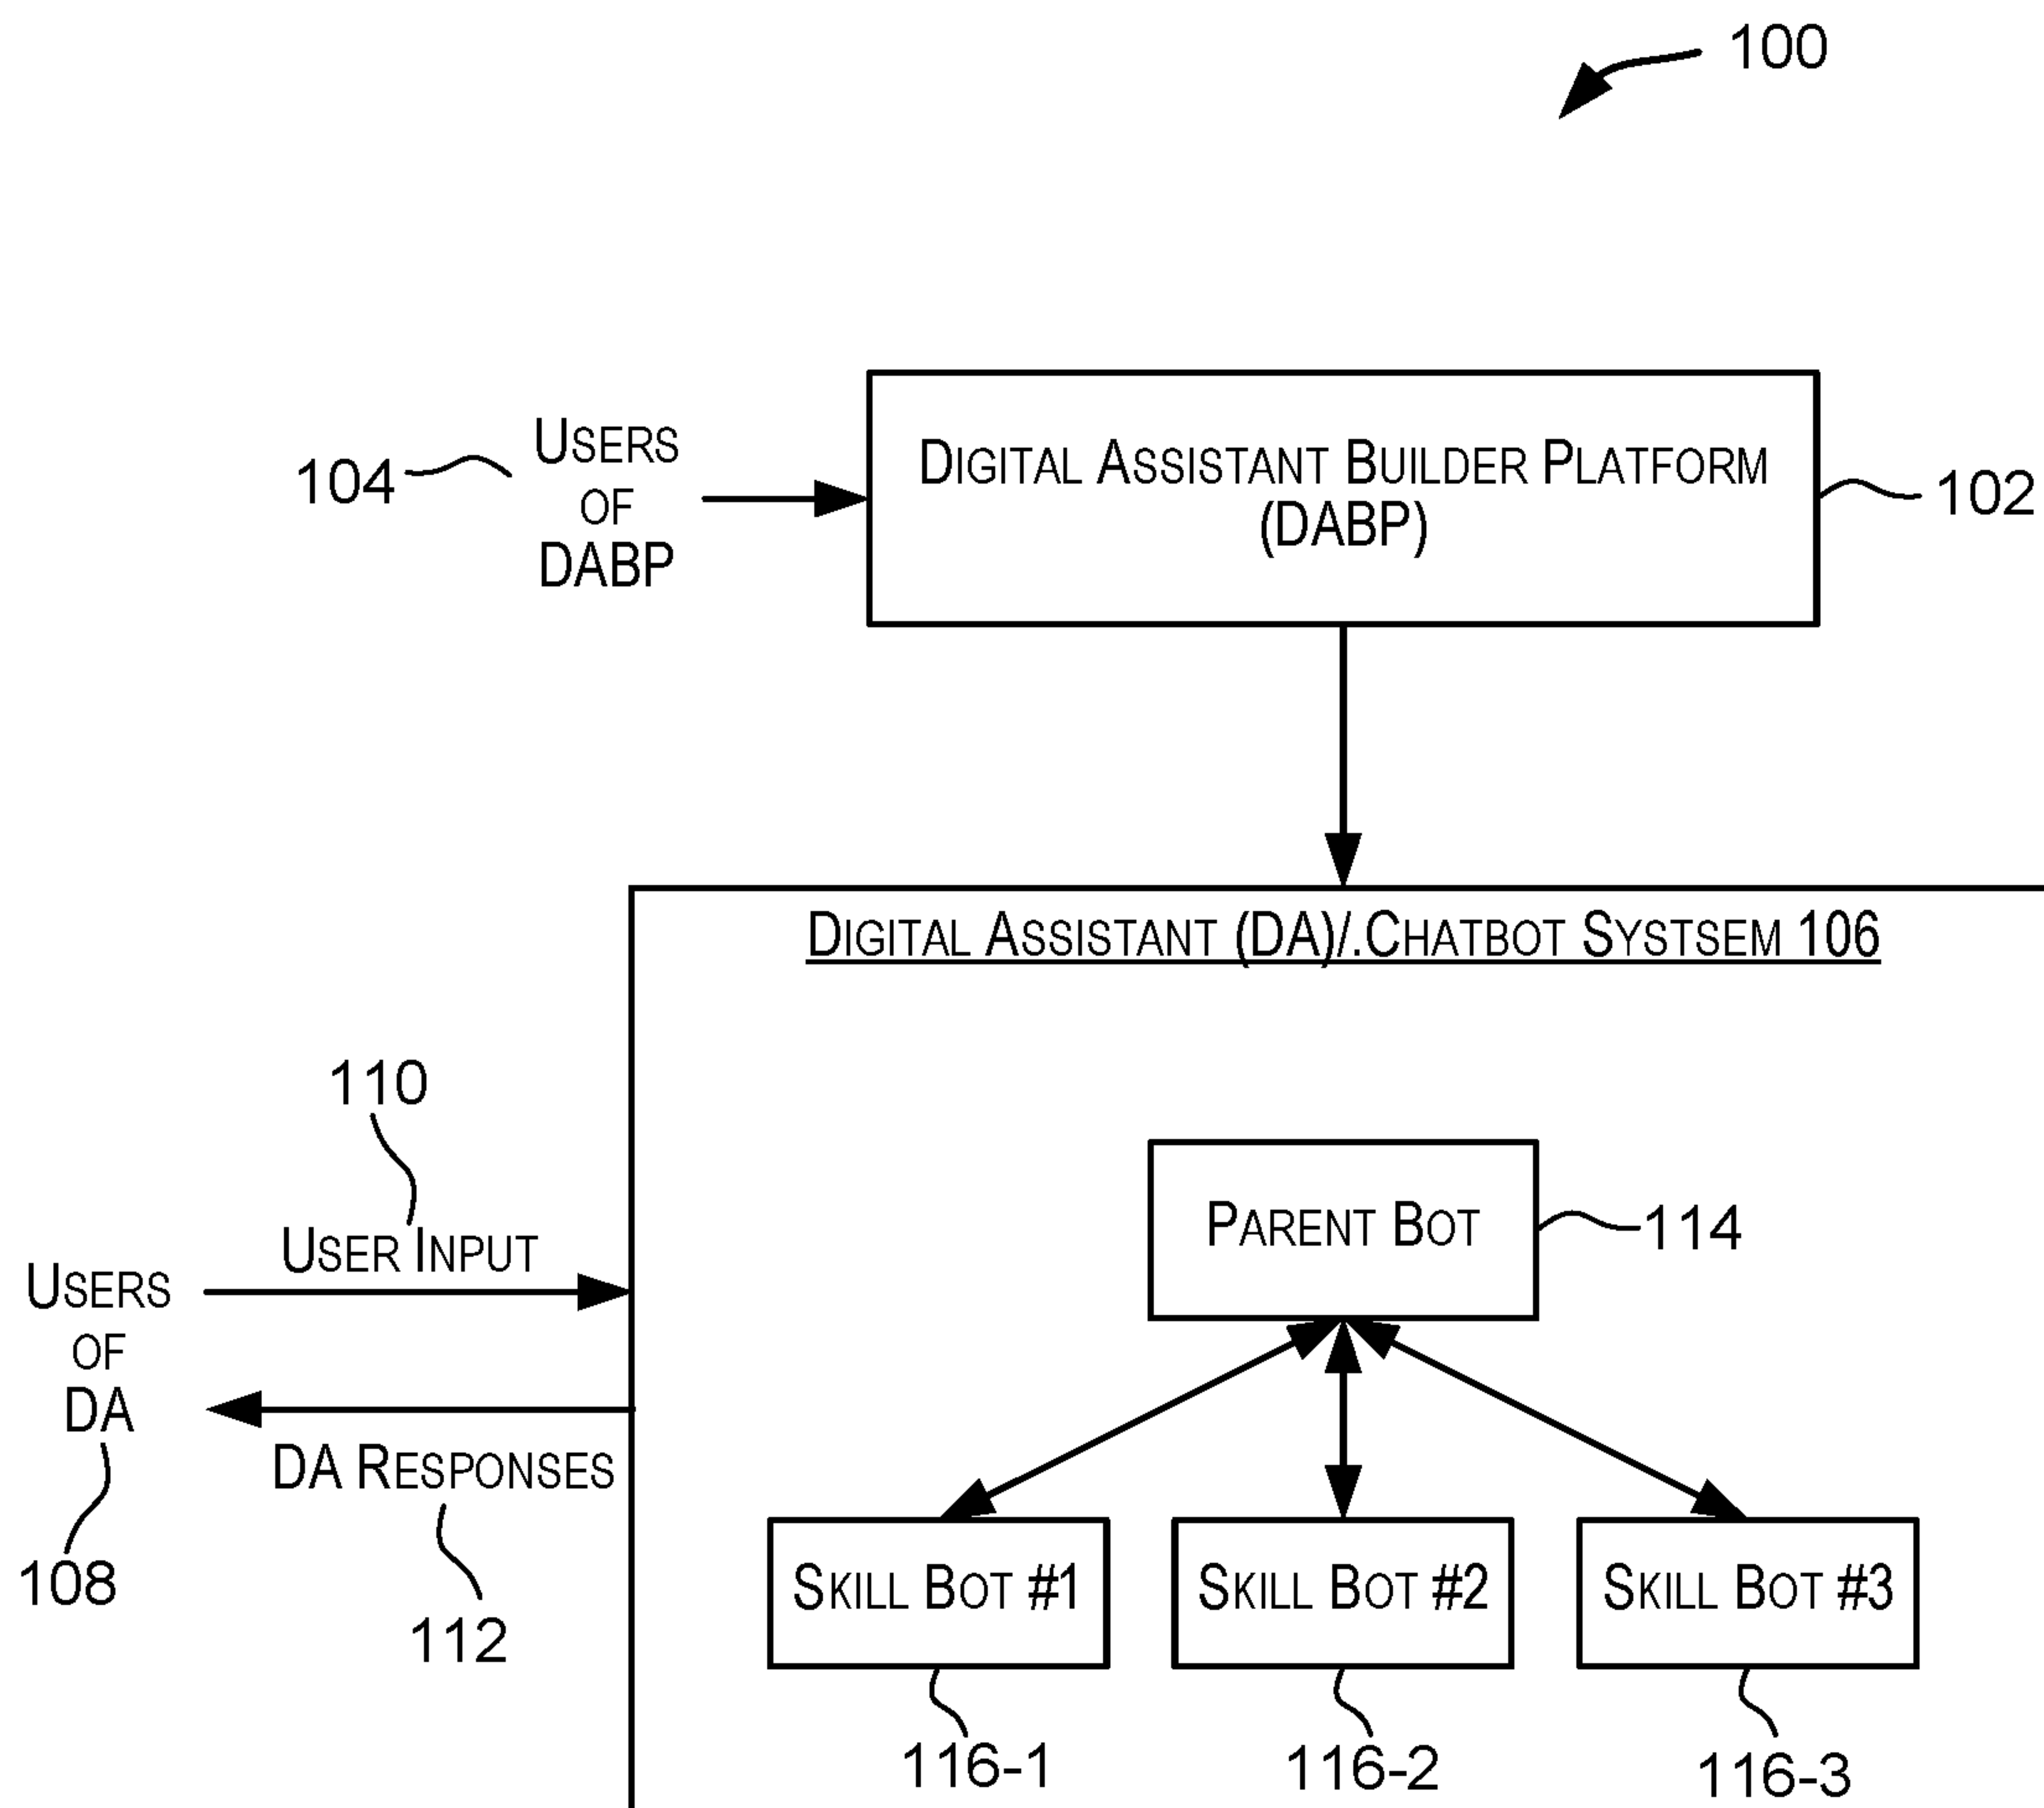 100
Users
of
DABP
104
Digital Assistant Builder Platform
(DABP)
102
Digital Assistant (DA)/.Chatbot Systsem 106
110
User Input
Users
of
DA
DA Responses
108
112
Parent Bot
114
Skill Bot #1
Skill Bot #2
Skill Bot #3
116-1
116-2
116-3